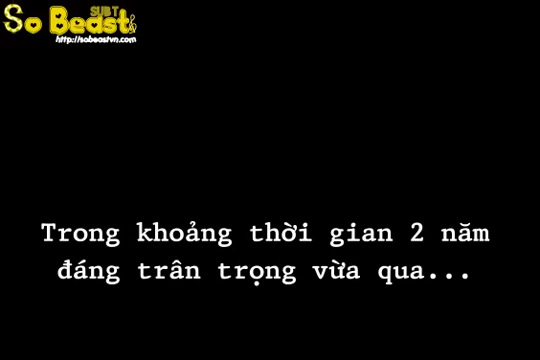 SUBT
So Beast
http://sobeastvn.com
Trong khoảng thời gian 2 năm
đáng trân trọng vừa qua...